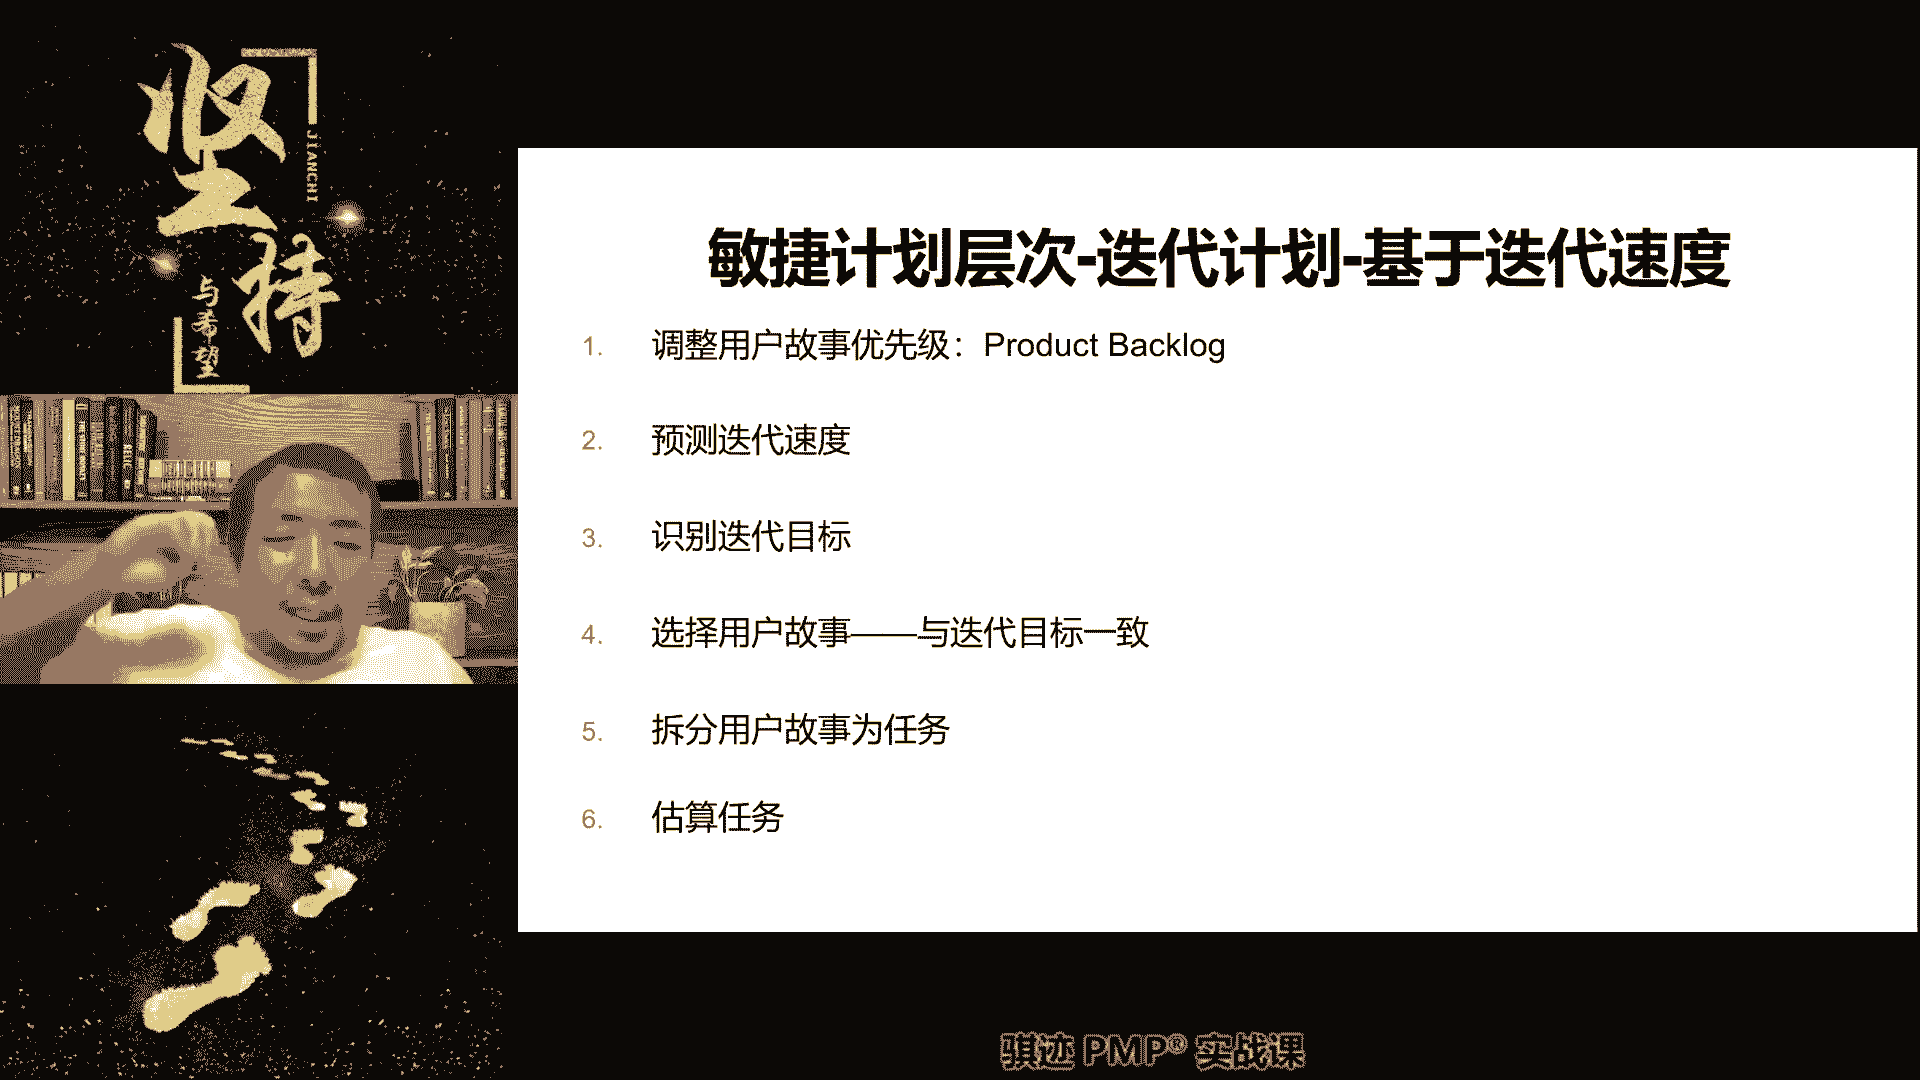 坚持
JIANCHI
与希望
敏捷计划层次-迭代计划-基于迭代速度
1. 调整用户故事优先级：Product Backlog
2. 预测迭代速度
3. 识别迭代目标
4. 选择用户故事——与迭代目标一致
5. 拆分用户故事为任务
6. 估算任务
骐迹 PMP® 实战课